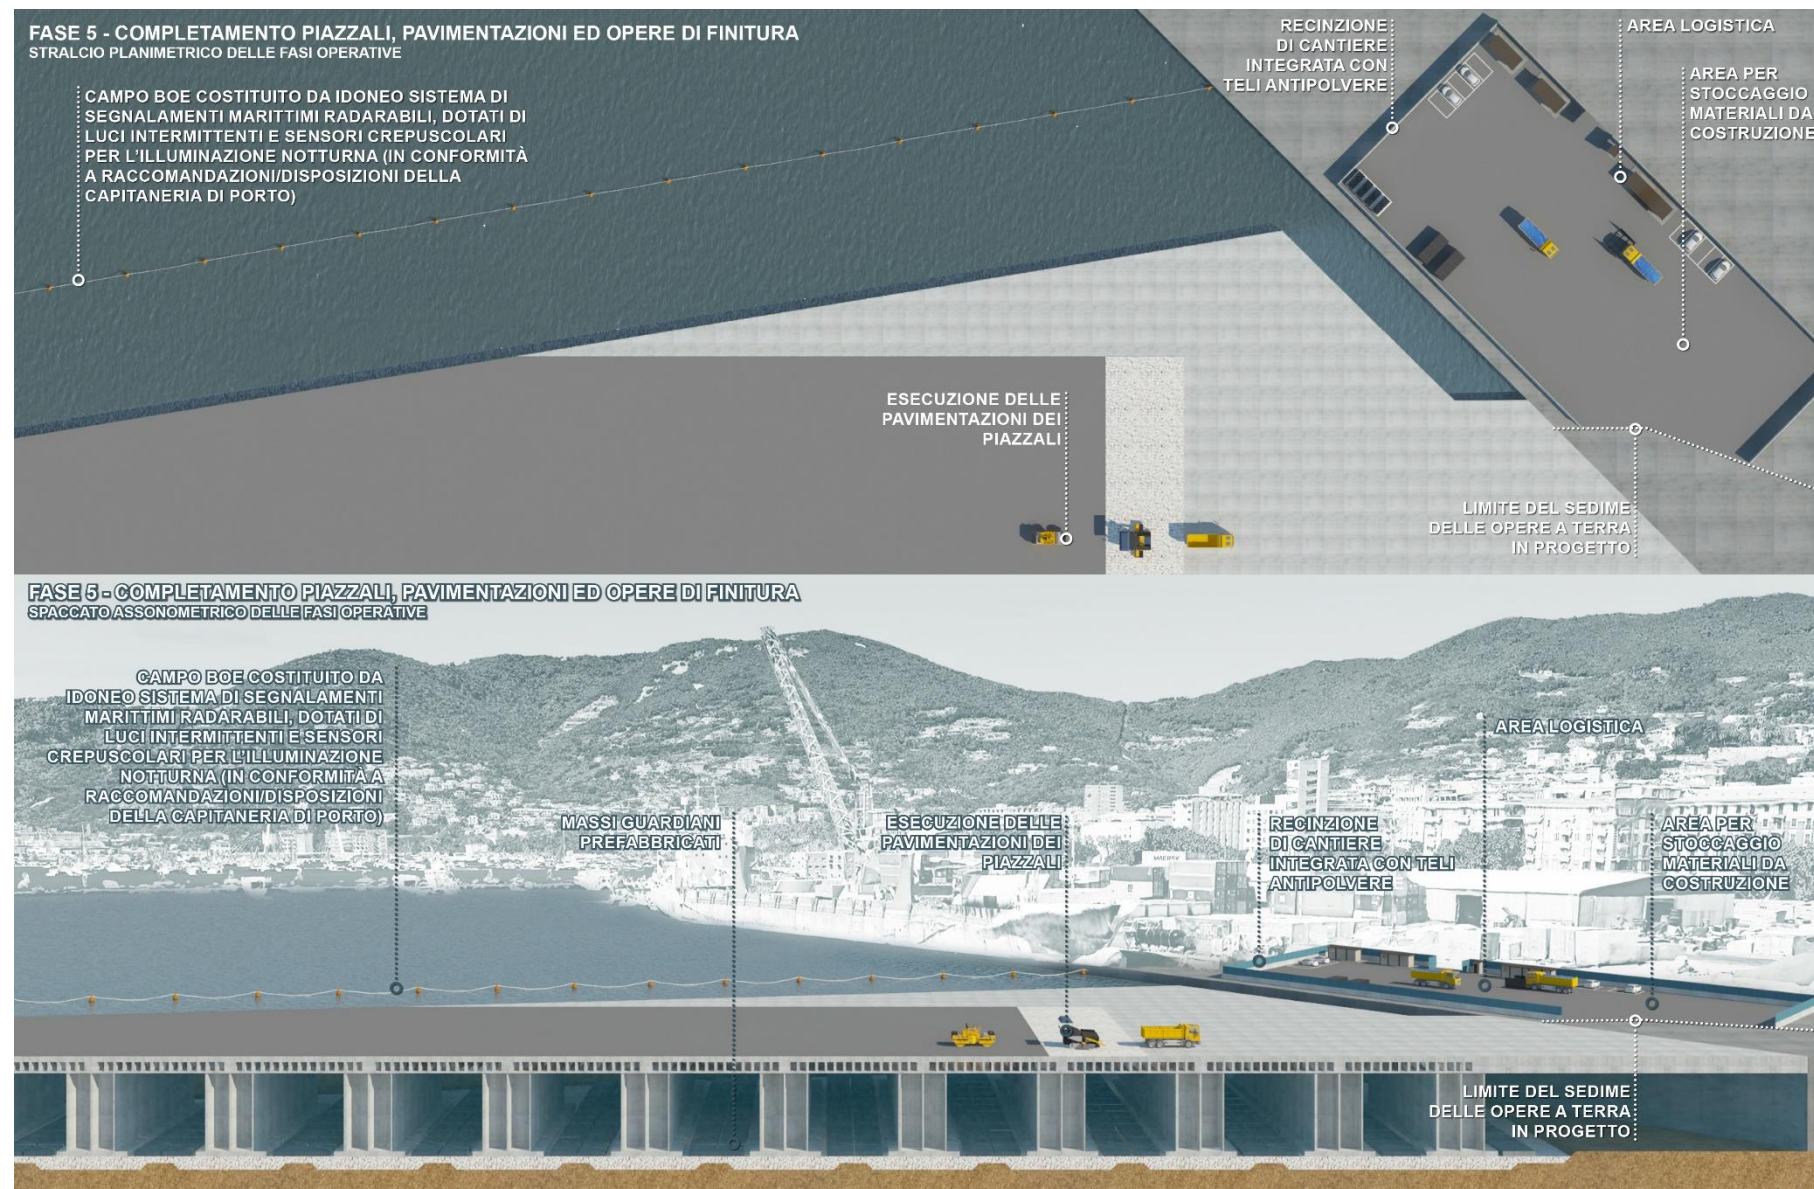 FASE 5 - COMPLETAMENTO PIAZZALI, PAVIMENTAZIONI ED OPERE DI FINITURA
STRALCIO PLANIMETRICO DELLE FASI OPERATIVE
CAMPO BOE COSTITUITO DA IDONEO SISTEMA DI
SEGNALAMENTI MARITTIMI RADARABILI, DOTATI DI
LUCI INTERMITTENTI E SENSORI CREPUSCOLARI
PER L'ILLUMINAZIONE NOTTURNA (IN CONFORMITÀ
A RACCOMANDAZIONI/DISPOSIZIONI DELLA
CAPITANERIA DI PORTO)
RECINZIONE
DI CANTIERE
INTEGRATA CON
TELI ANTIPOLVERE
AREA LOGISTICA
AREA PER
STOCCAGGIO
MATERIALI DA
COSTRUZIONE
ESECUZIONE DELLE
PAVIMENTAZIONI DEI
PIAZZALI
LIMITE DEL SEDIME
DELLE OPERE A TERRA
IN PROGETTO
FASE 5 - COMPLETAMENTO PIAZZALI, PAVIMENTAZIONI ED OPERE DI FINITURA
SPACCATO ASSONOMETRICO DELLE FASI OPERATIVE
CAMPO BOE COSTITUITO DA
IDONEO SISTEMA DI SEGNALAMENTI
MARITTIMI RADARABILI, DOTATI DI
LUCI INTERMITTENTI E SENSORI
CREPUSCOLARI PER L'ILLUMINAZIONE
NOTTURNA (IN CONFORMITÀ A
RACCOMANDAZIONI/DISPOSIZIONI
DELLA CAPITANERIA DI PORTO)
MASSI GUARDIANI
PREFABBRICATI
ESECUZIONE DELLE
PAVIMENTAZIONI DEI
PIAZZALI
RECINZIONE
DI CANTIERE
INTEGRATA CON TELI
ANTIPOLVERE
AREA LOGISTICA
AREA PER
STOCCAGGIO
MATERIALI DA
COSTRUZIONE
LIMITE DEL SEDIME
DELLE OPERE A TERRA
IN PROGETTO